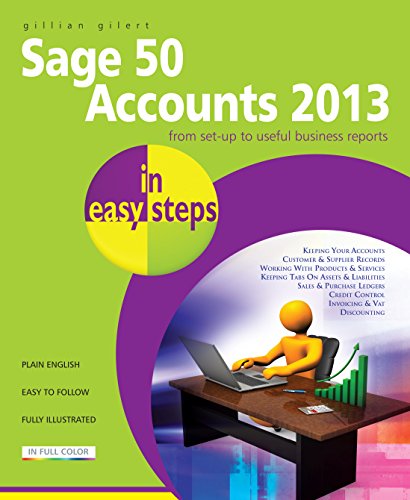 gillian gilert
Sage 50
Accounts 2013
from set-up to useful business reports
in
easy steps
KEEPING YOUR ACCOUNTS
CUSTOMER & SUPPLIER RECORDS
WORKING WITH PRODUCTS & SERVICES
KEEPING TABS ON ASSETS & LIABILITIES
SALES & PURCHASE LEDGERS
CREDIT CONTROL
INVOICING & VAT
DISCOUNTING
PLAIN ENGLISH
EASY TO FOLLOW
FULLY ILLUSTRATED
IN FULL COLOR